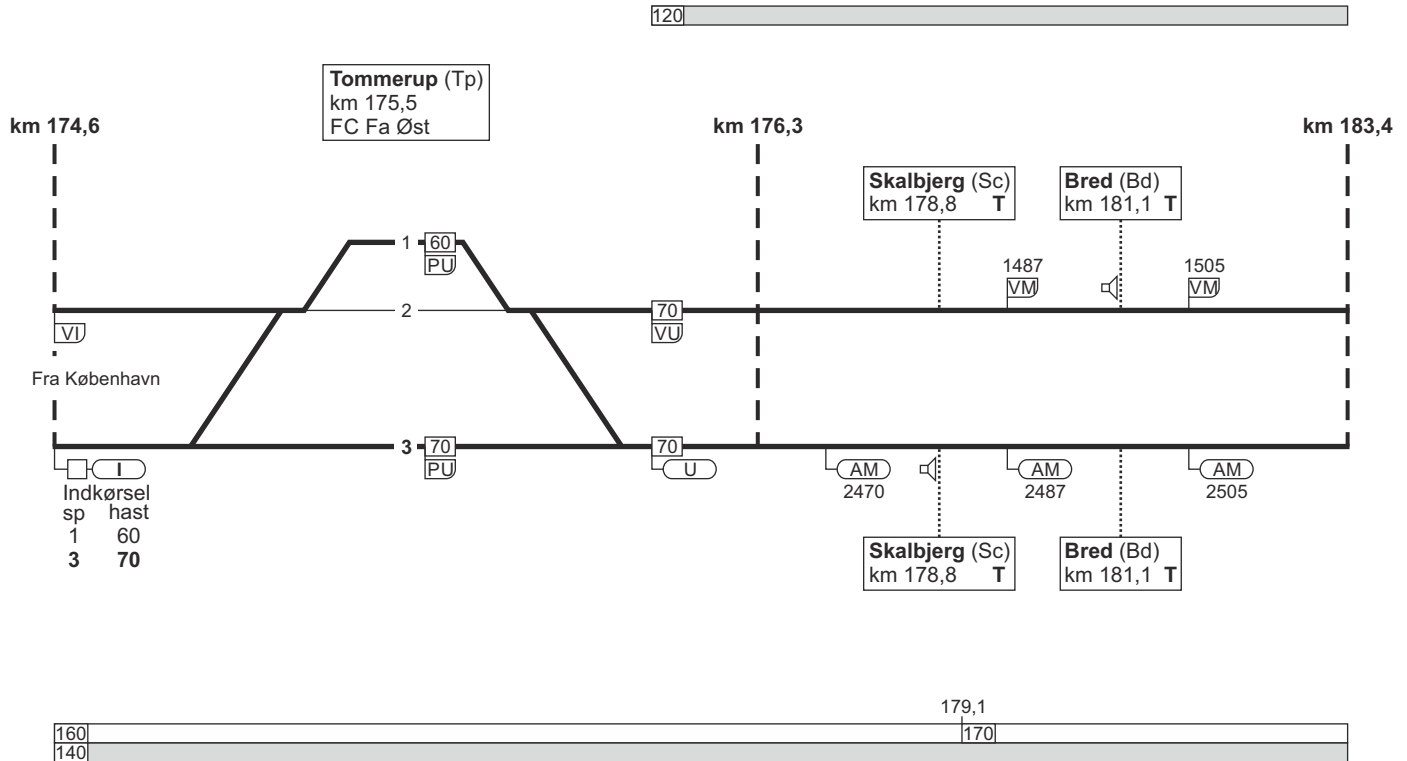 120
Tommerup (Tp)
km 175,5
FC Fa Øst
km 174,6
km 176,3
km 183,4
Skalbjerg (Sc)
km 178,8 T
Bred (Bd)
km 181,1 T
1 60
PU
1487
VM
1505
VM
2
70
VI
VU
Fra København
3 70
70
I
PU
U
AM
2470
AM
2487
AM
2505
Indkørsel
sp hast
1 60
3 70
Skalbjerg (Sc)
km 178,8 T
Bred (Bd)
km 181,1 T
179,1
160
170
140